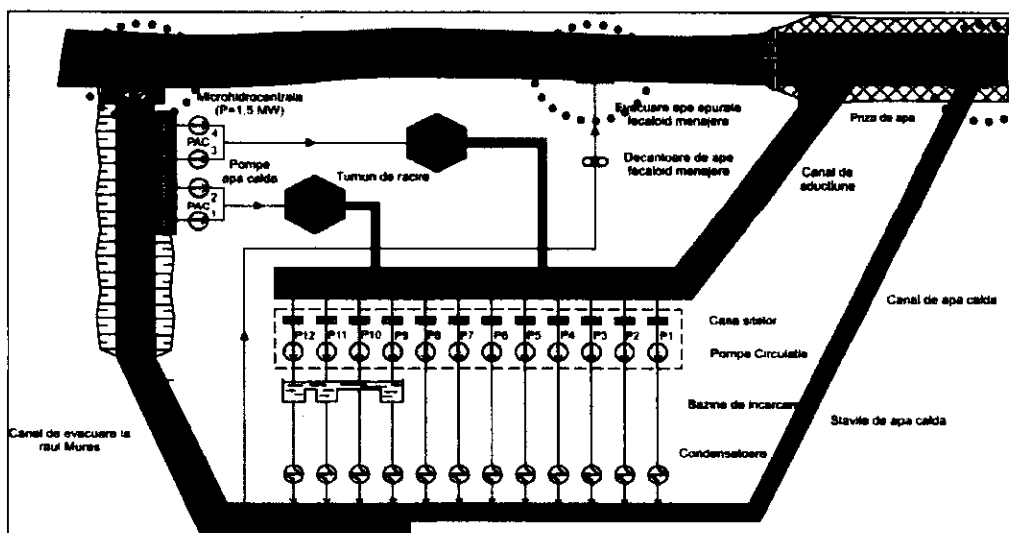 Microhidrocentrala
(P=1,5 MW)
4
PAC
3
Pompe
apa calda
2
PAC
1
Turnuri de racire
Evacuare ape epurate
fecaloid menajere
Decantoare de ape
fecaloid menajere
Priza de apa
Canal de
aductiune
Canal de apa calda
Casa sitelor
P12 P11 P10 P9 P8 P7 P6 P5 P4 P3 P2 P1
Pompe Circulatie
Bazine de incarcare
Stavile de apa calda
Canal de evacuare la
raul Mures
Condensatoare